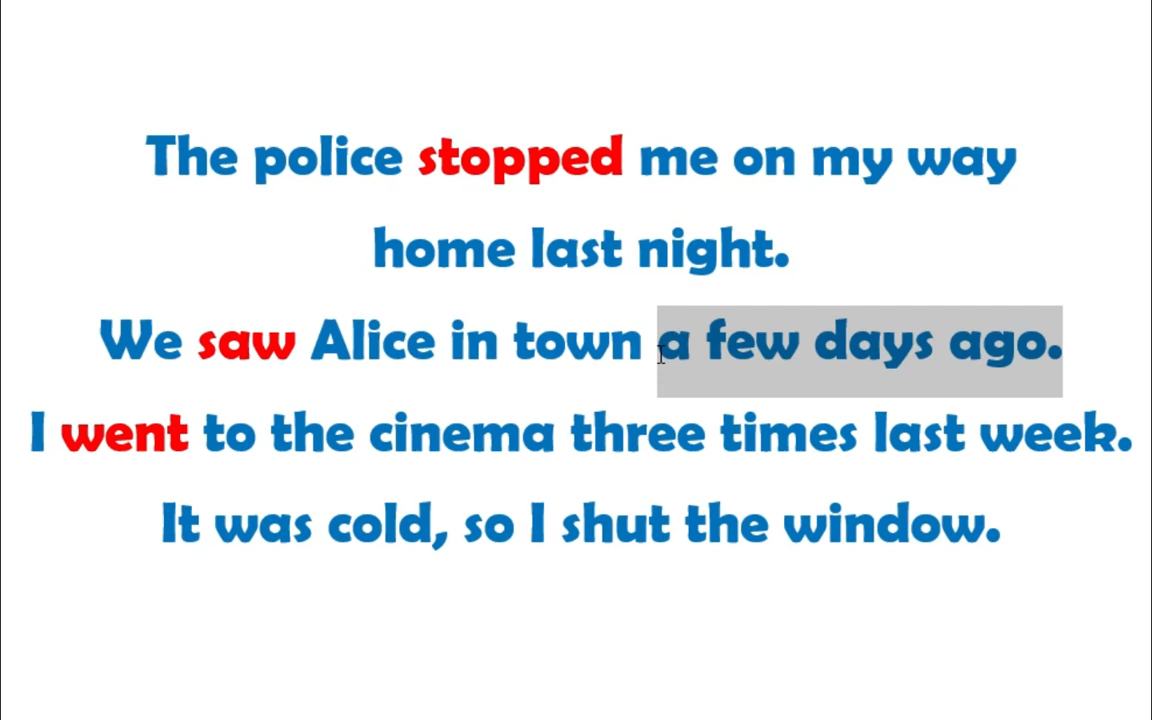 The police stopped me on my way
home last night.
We saw Alice in town a few days ago.
I went to the cinema three times last week.
It was cold, so I shut the window.